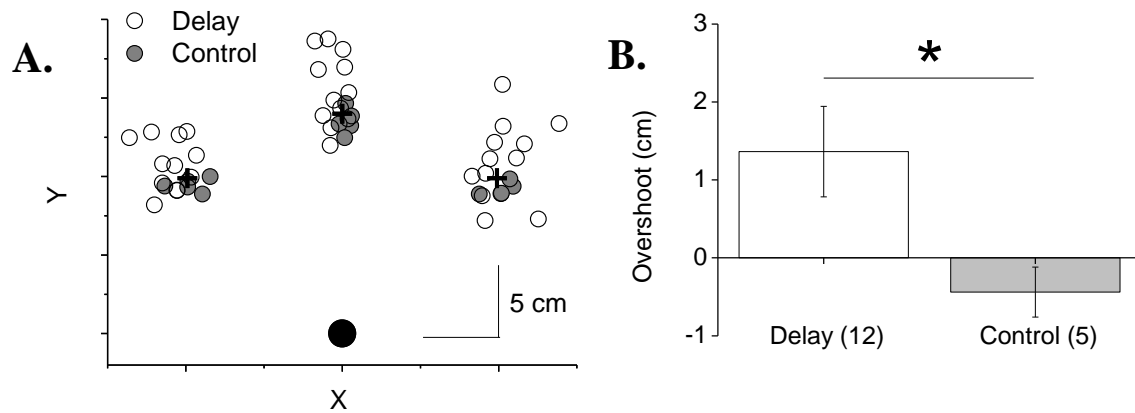 A.
Delay
Control
Y
5 cm
X
B.
3
2
1
0
-1
Overshoot (cm)
*
Delay (12)
Control (5)